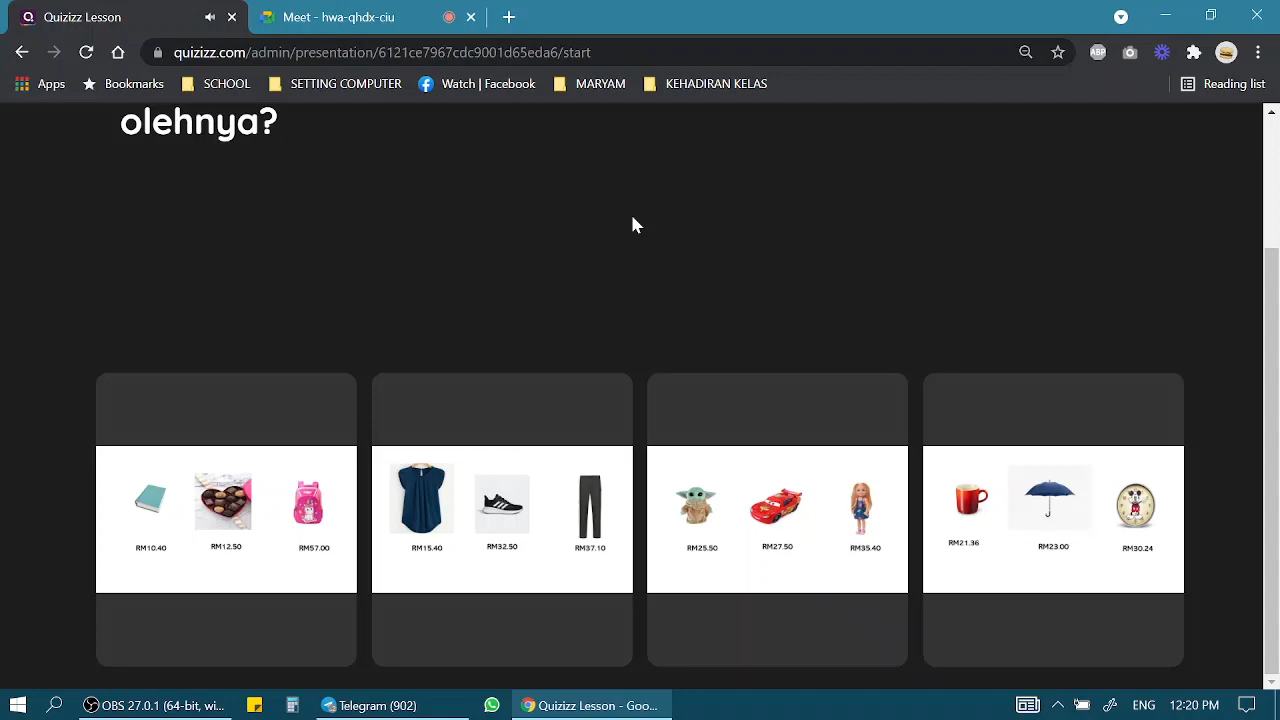 Quizizz Lesson
Meet - hwa-qhdx-ciu
quizizz.com/admin/presentation/6121ce7967cdc9001d65eda6/start
ABP
Apps
Bookmarks
SCHOOL
SETTING COMPUTER
Watch | Facebook
MARYAM
KEHADIRAN KELAS
Reading list
olehnya?
RM10.40
RM12.50
RM57.00
RM15.40
RM32.50
RM37.10
RM25.50
RM27.50
RM35.40
RM21.36
RM23.00
RM30.24
OBS 27.0.1 (64-bit, wi...
Telegram (902)
Quizizz Lesson - Goo...
ENG
12:20 PM